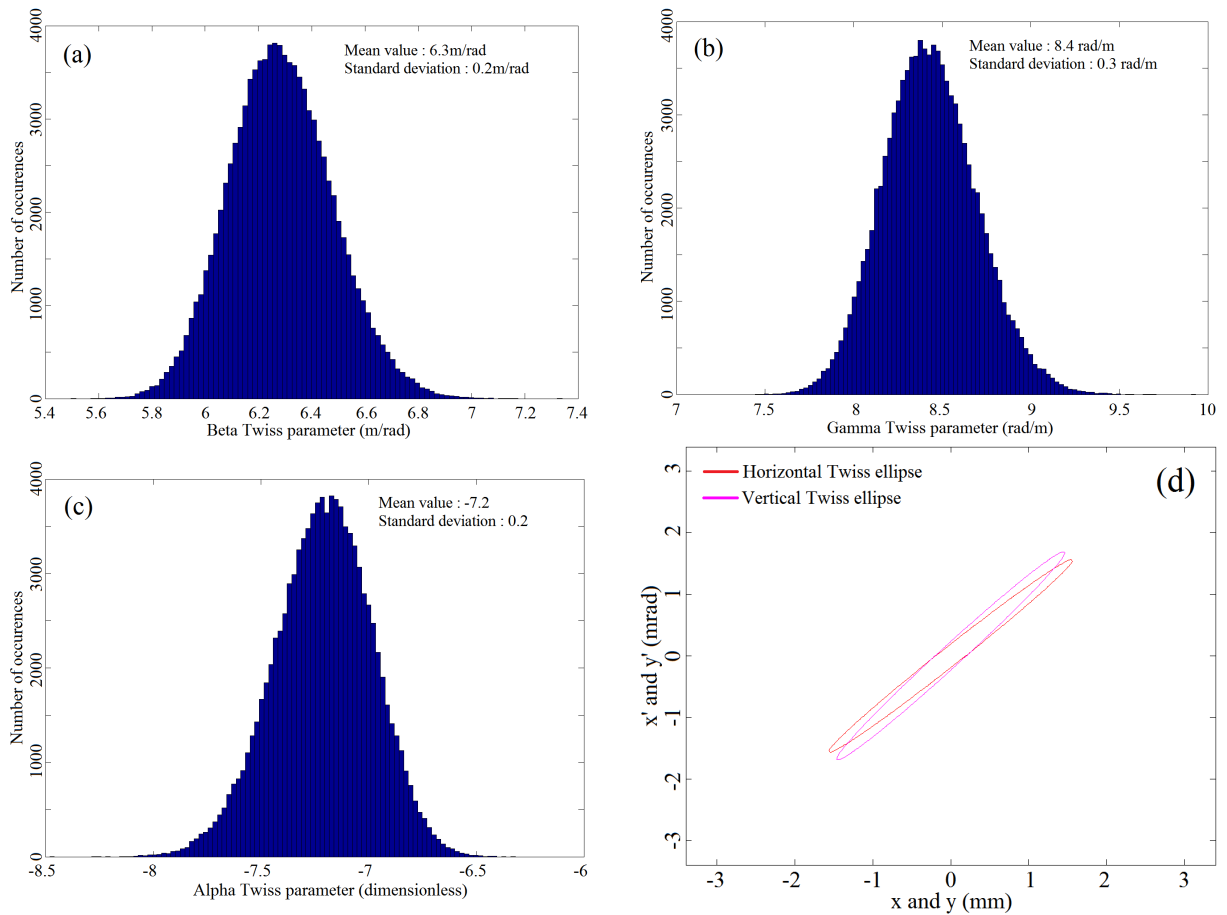 (a)
Mean value : 6.3m/rad
Standard deviation : 0.2m/rad
Number of occurences
0
1000
2000
3000
4000
5.4 5.6 5.8 6 6.2 6.4 6.6 6.8 7 7.2 7.4
Beta Twiss parameter (m/rad)
(b)
Mean value : 8.4 rad/m
Standard deviation : 0.3 rad/m
Number of occurences
0
1000
2000
3000
4000
7 7.5 8 8.5 9 9.5 10
Gamma Twiss parameter (rad/m)
(c)
Mean value : -7.2
Standard deviation : 0.2
Number of occurences
0
1000
2000
3000
4000
-8.5 -8 -7.5 -7 -6.5 -6
Alpha Twiss parameter (dimensionless)
(d)
Horizontal Twiss ellipse
Vertical Twiss ellipse
x' and y' (mrad)
3
2
1
0
-1
-2
-3
-3 -2 -1 0 1 2 3
x and y (mm)